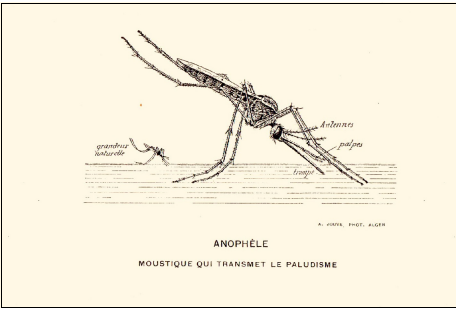 Antennes
palpes
grandeur
naturelle
trompe
A. JOUVE, PHOT. ALGER
ANOPHÈLE
MOUSTIQUE QUI TRANSMET LE PALUDISME